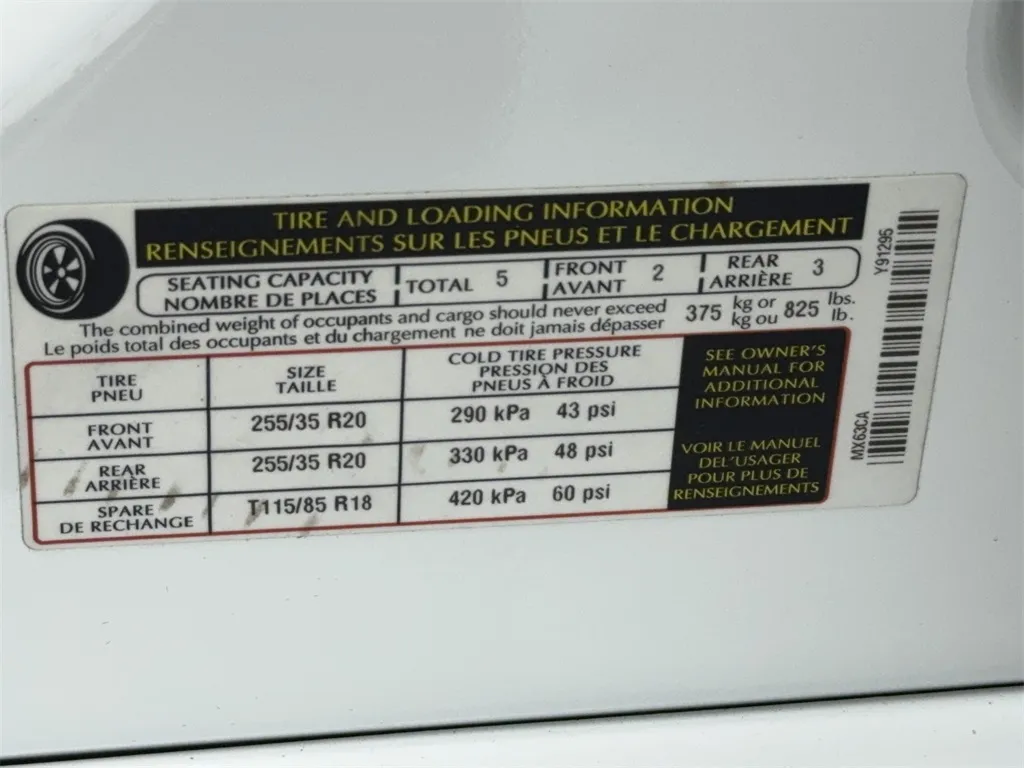 TIRE AND LOADING INFORMATION
RENSEIGNEMENTS SUR LES PNEUS ET LE CHARGEMENT
SEATING CAPACITY
NOMBRE DE PLACES
TOTAL 5
FRONT
AVANT
2
REAR
ARRIÈRE
3
The combined weight of occupants and cargo should never exceed
Le poids total des occupants et du chargement ne doit jamais dépasser
375
kg or
kg ou
825
lbs.
lb.
TIRE
PNEU
SIZE
TAILLE
COLD TIRE PRESSURE
PRESSION DES
PNEUS À FROID
FRONT
AVANT
255/35 R20
290 kPa 43 psi
REAR
ARRIÈRE
255/35 R20
330 kPa 48 psi
SPARE
DE RECHANGE
T115/85 R18
420 kPa 60 psi
SEE OWNER'S
MANUAL FOR
ADDITIONAL
INFORMATION
VOIR LE MANUEL
DEL'USAGER
POUR PLUS DE
RENSEIGNEMENTS
MX63CA
Y91295